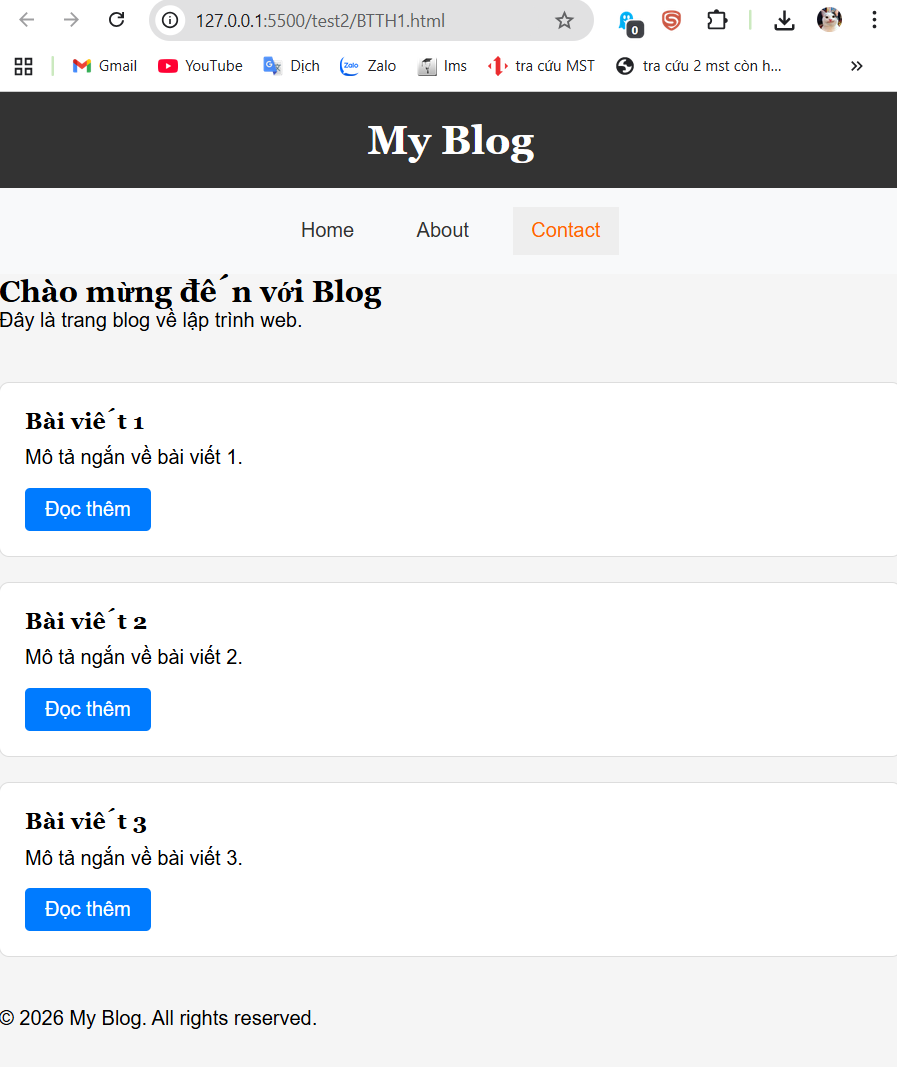 127.0.0.1:5500/test2/BTTH1.html
0
Gmail YouTube Dịch Zalo Ims tra cứu MST tra cứu 2 mst còn h...
My Blog
Home About Contact
Chào mừng đến với Blog
Đây là trang blog về lập trình web.
Bài viết 1
Mô tả ngắn về bài viết 1.
Đọc thêm
Bài viết 2
Mô tả ngắn về bài viết 2.
Đọc thêm
Bài viết 3
Mô tả ngắn về bài viết 3.
Đọc thêm
© 2026 My Blog. All rights reserved.